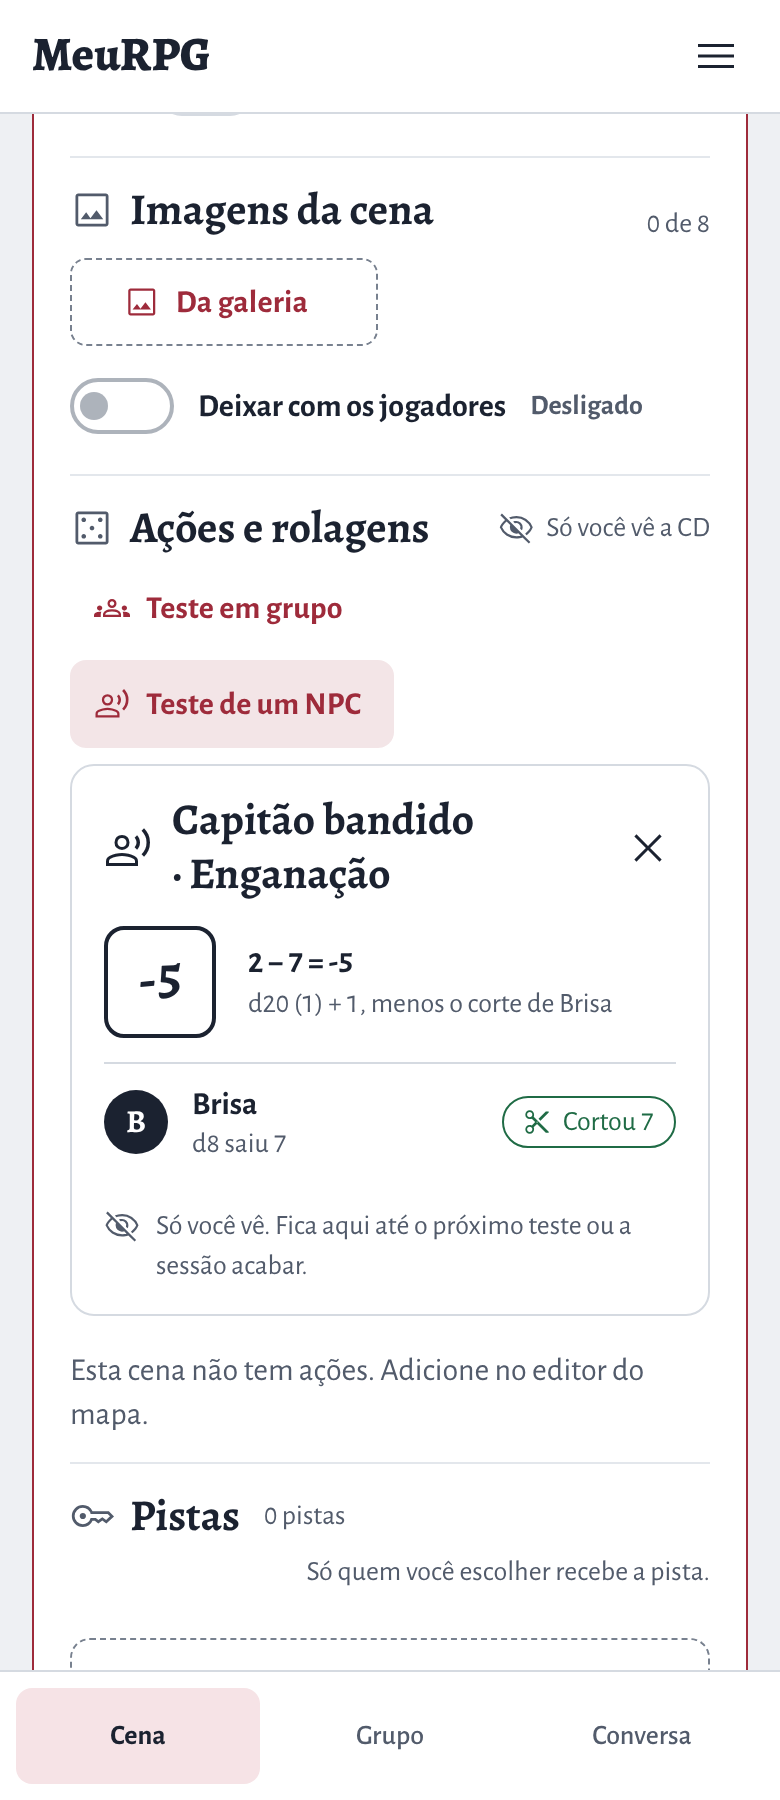 MeuRPG
Imagens da cena
0 de 8
Da galeria
Deixar com os jogadores Desligado
Ações e rolagens
Só você vê a CD
Teste em grupo
Teste de um NPC
Capitão bandido
· Enganação
-5
2 – 7 = -5
d20 (1) + 1, menos o corte de Brisa
B
Brisa
d8 saiu 7
Cortou 7
Só você vê. Fica aqui até o próximo teste ou a
sessão acabar.
Esta cena não tem ações. Adicione no editor do
mapa.
Pistas 0 pistas
Só quem você escolher recebe a pista.
Cena Grupo Conversa